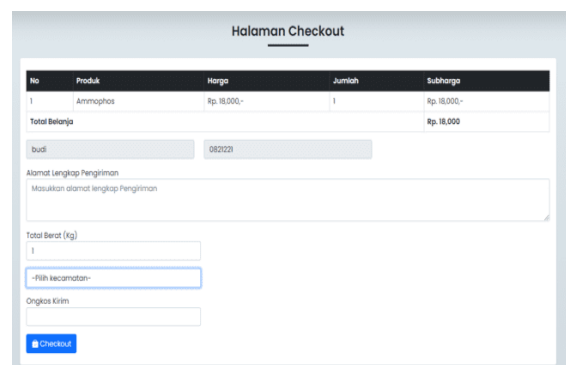 Halaman Checkout
No Produk Harga Jumlah Subharga
1 Ammophos Rp. 18,000,- 1 Rp. 18,000,-
Total Belanja Rp. 18,000
budi 0821221
Alamat Lengkap Pengiriman
Masukkan alamat lengkap Pengiriman
Total Berat (Kg)
1
-Pilih kecamatan-
Ongkos Kirim
Checkout